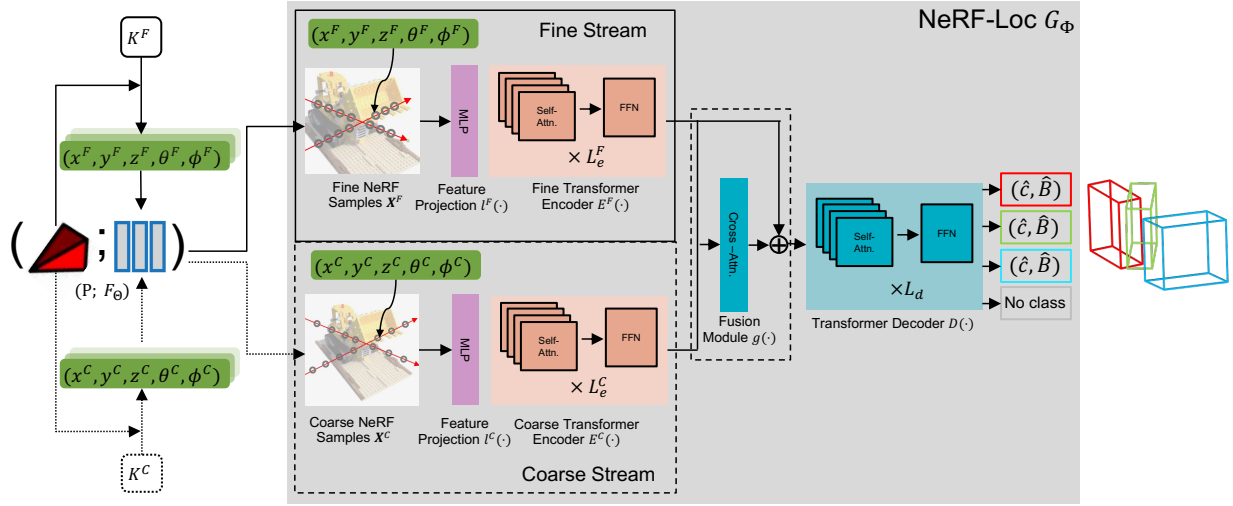 NeRF-Loc G_Φ
K^F
(x^F, y^F, z^F, θ^F, ϕ^F)
Fine Stream
(x^F, y^F, z^F, θ^F, ϕ^F)
MLP
Self-
Attn.
FFN
× L_e^F
Fine NeRF
Samples X^F
Feature
Projection l^F(·)
Fine Transformer
Encoder E^F(·)
( ; )
(P; F_Θ)
(x^C, y^C, z^C, θ^C, ϕ^C)
K^C
(x^C, y^C, z^C, θ^C, ϕ^C)
MLP
Self-
Attn.
FFN
× L_e^C
Coarse NeRF
Samples X^C
Feature
Projection l^C(·)
Coarse Transformer
Encoder E^C(·)
Coarse Stream
Cross–Attn.
Fusion
Module g(·)
Self-
Attn.
FFN
×L_d
Transformer Decoder D(·)
(ĉ, B̂)
(ĉ, B̂)
(ĉ, B̂)
No class